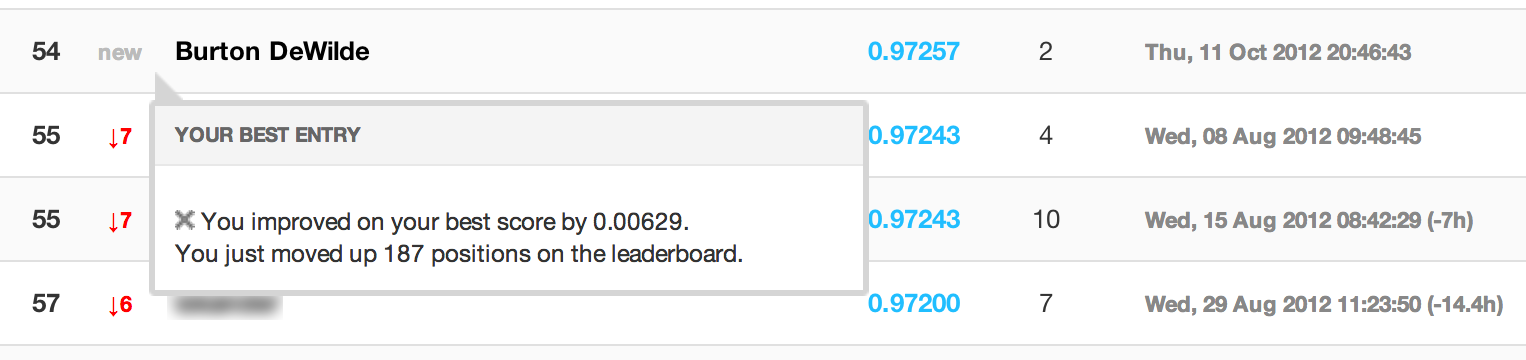 54 new Burton DeWilde 0.97257 2 Thu, 11 Oct 2012 20:46:43
YOUR BEST ENTRY
55 ↓7 0.97243 4 Wed, 08 Aug 2012 09:48:45
You improved on your best score by 0.00629.
You just moved up 187 positions on the leaderboard.
55 ↓7 0.97243 10 Wed, 15 Aug 2012 08:42:29 (-7h)
57 ↓6 0.97200 7 Wed, 29 Aug 2012 11:23:50 (-14.4h)